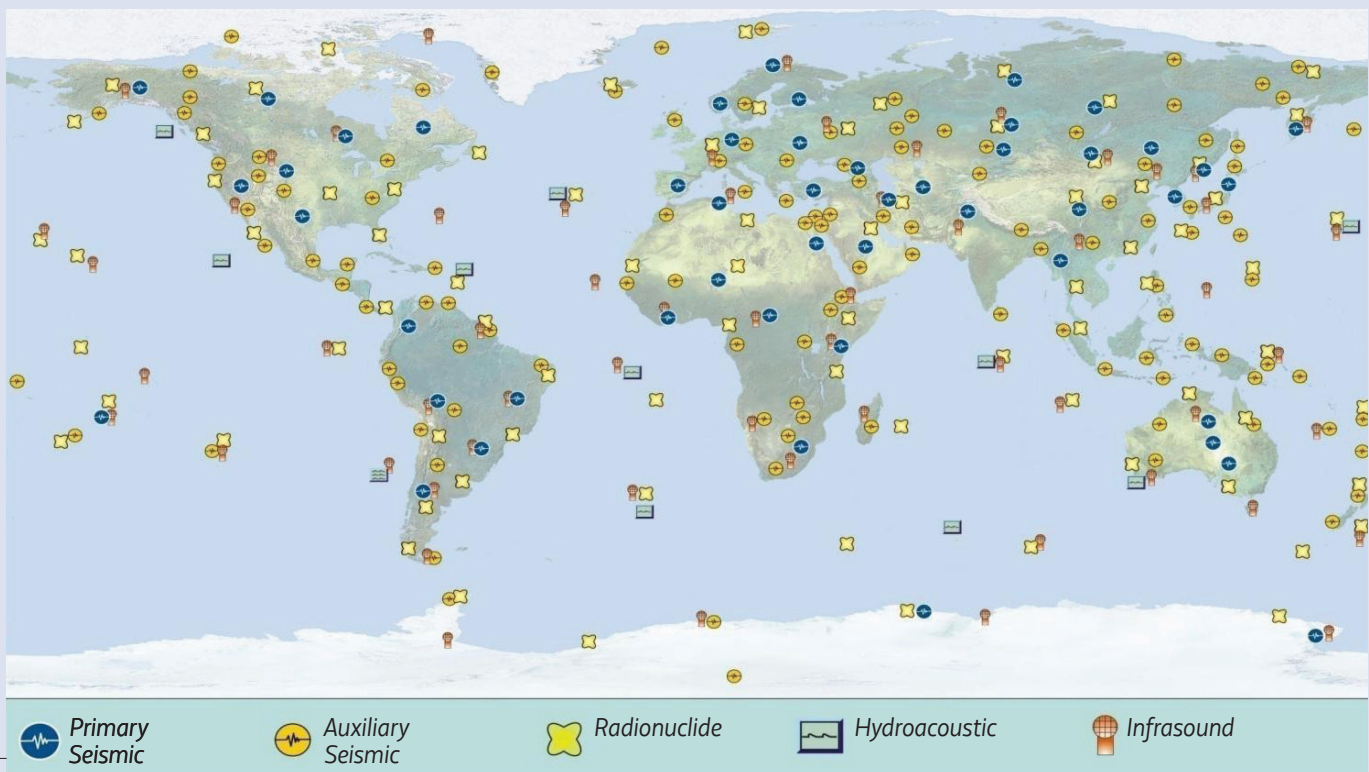 Primary
Seismic
Auxiliary
Seismic
Radionuclide
Hydroacoustic
Infrasound